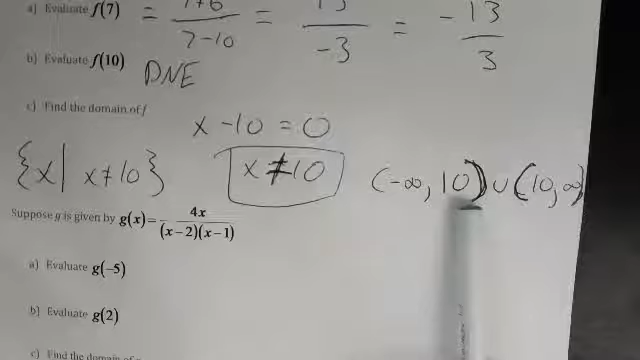 a) Evaluate f(7) = 7+6 / 7-10 = 13 / -3 = -13 / 3
b) Evaluate f(10) DNE
c) Find the domain of f
x - 10 = 0
{x | x ≠ 10} x ≠ 10 (-∞, 10) ∪ (10, ∞)
Suppose g is given by g(x) = 4x / (x-2)(x-1)
a) Evaluate g(-5)
b) Evaluate g(2)
c) Find the domain of